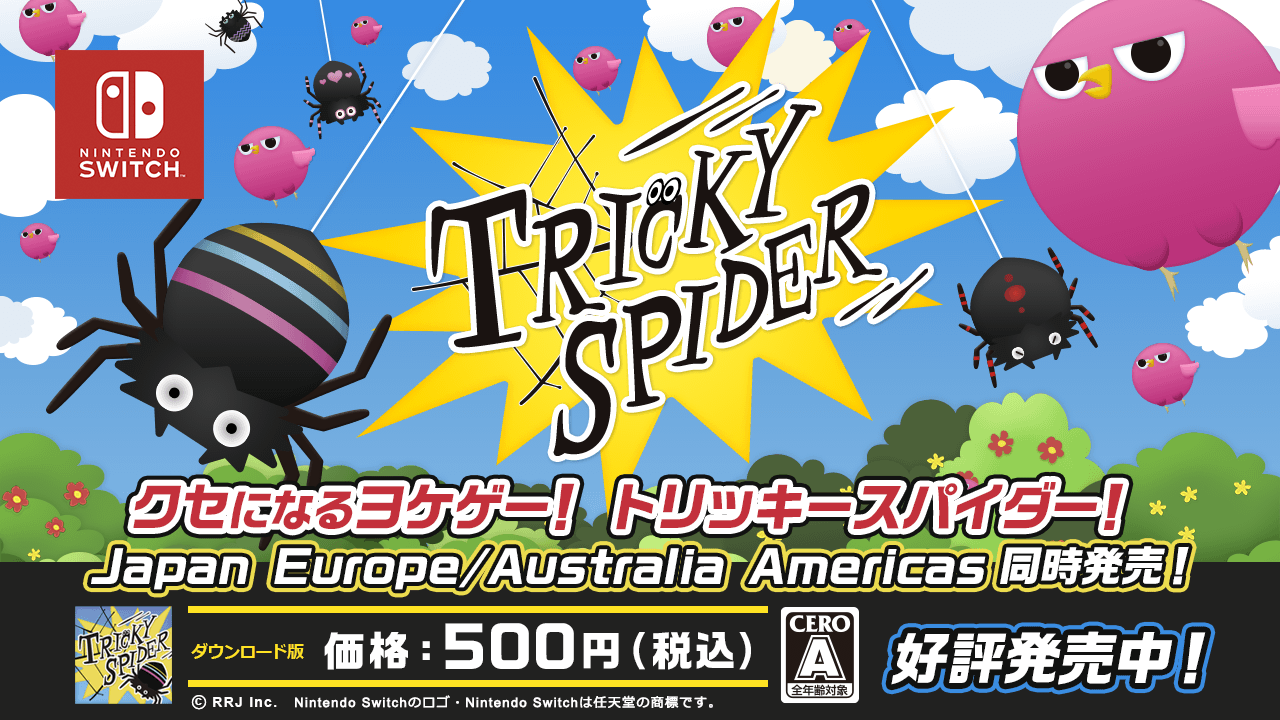 NINTENDO
SWITCH™
TRICKY
SPIDER
クセになるヨケゲー! トリッキースパイダー!
Japan Europe/Australia Americas 同時発売!
TRICKY
SPIDER
ダウンロード版 価格:500円(税込)
CERO
A
全年齢対象
好評発売中!
© RRJ Inc. Nintendo Switchのロゴ・Nintendo Switchは任天堂の商標です。